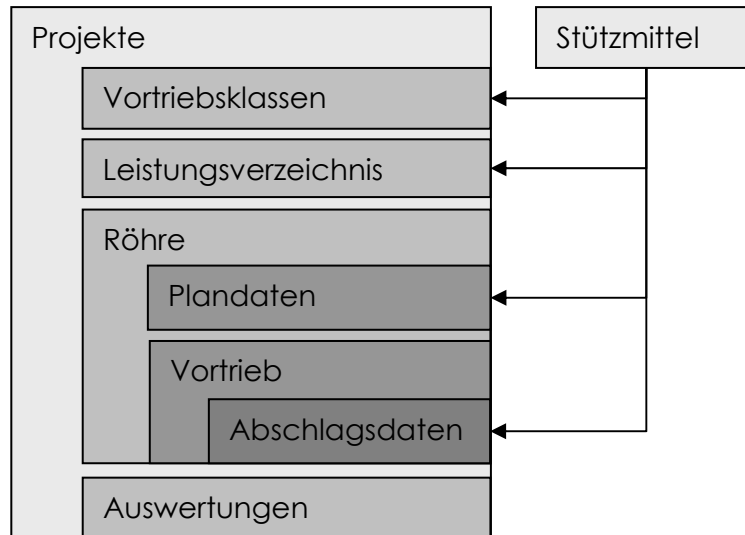 Projekte
Stützmittel
Vortriebsklassen
Leistungsverzeichnis
Röhre
Plandaten
Vortrieb
Abschlagsdaten
Auswertungen